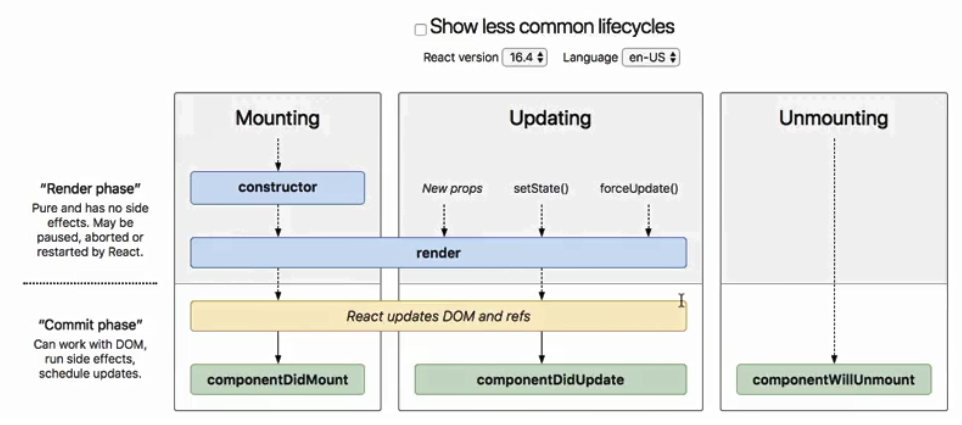 Show less common lifecycles
React version 16.4 Language en-US
Mounting
Updating
Unmounting
"Render phase"
Pure and has no side
effects. May be
paused, aborted or
restarted by React.
constructor
New props
setState()
forceUpdate()
render
"Commit phase"
Can work with DOM,
run side effects,
schedule updates.
React updates DOM and refs
componentDidMount
componentDidUpdate
componentWillUnmount